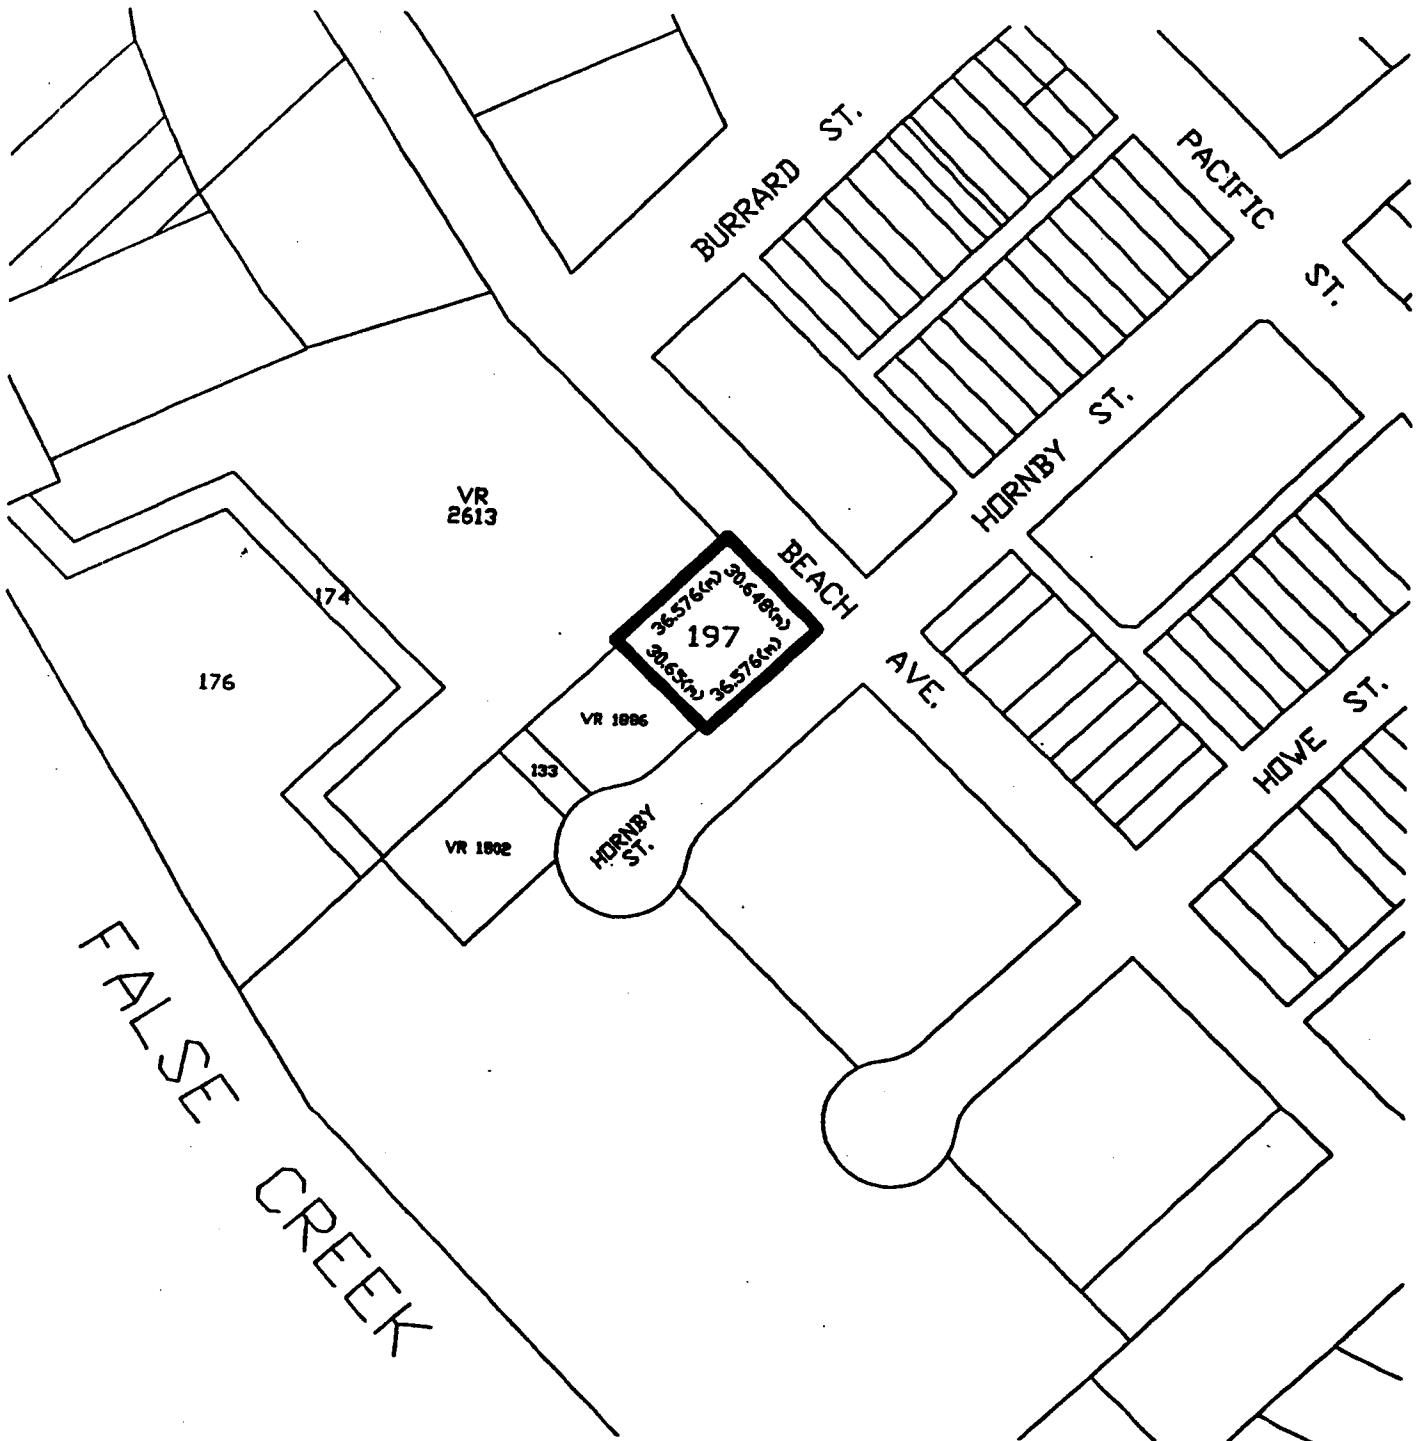 BURRARD ST.
PACIFIC ST.
HORNBY ST.
VR
2613
BEACH AVE.
174
36.576(m)
30.648(m)
197
30.65(m)
36.576(m)
176
VR 1886
HOWE ST.
133
HORNBY
ST.
VR 1802
FALSE CREEK